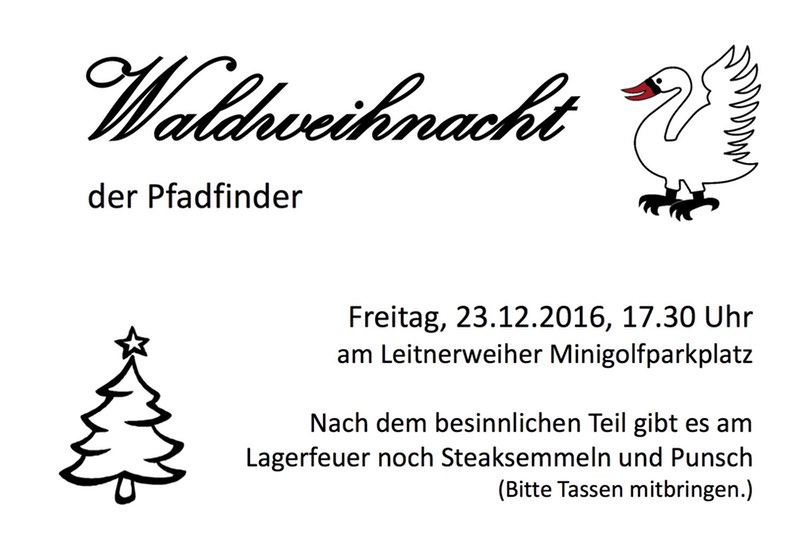 Waldweihnacht
der Pfadfinder
Freitag, 23.12.2016, 17.30 Uhr
am Leitnerweiher Minigolfparkplatz
Nach dem besinnlichen Teil gibt es am
Lagerfeuer noch Steaksemmeln und Punsch
(Bitte Tassen mitbringen.)